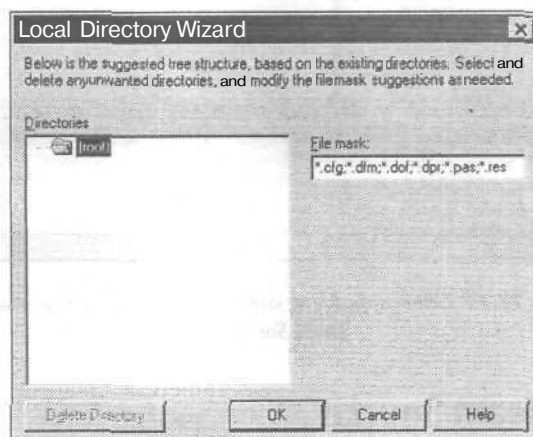 Local Directory Wizard
Below is the suggested tree structure, based on the existing directories. Select and
delete anyunwanted directories, and modify the filemask suggestions as needed.
Directories
File mask:
(root)
*.cfg;*.dfm;*.dof;*.dpr;*.pas;*.res
Delete Directory
OK
Cancel
Help